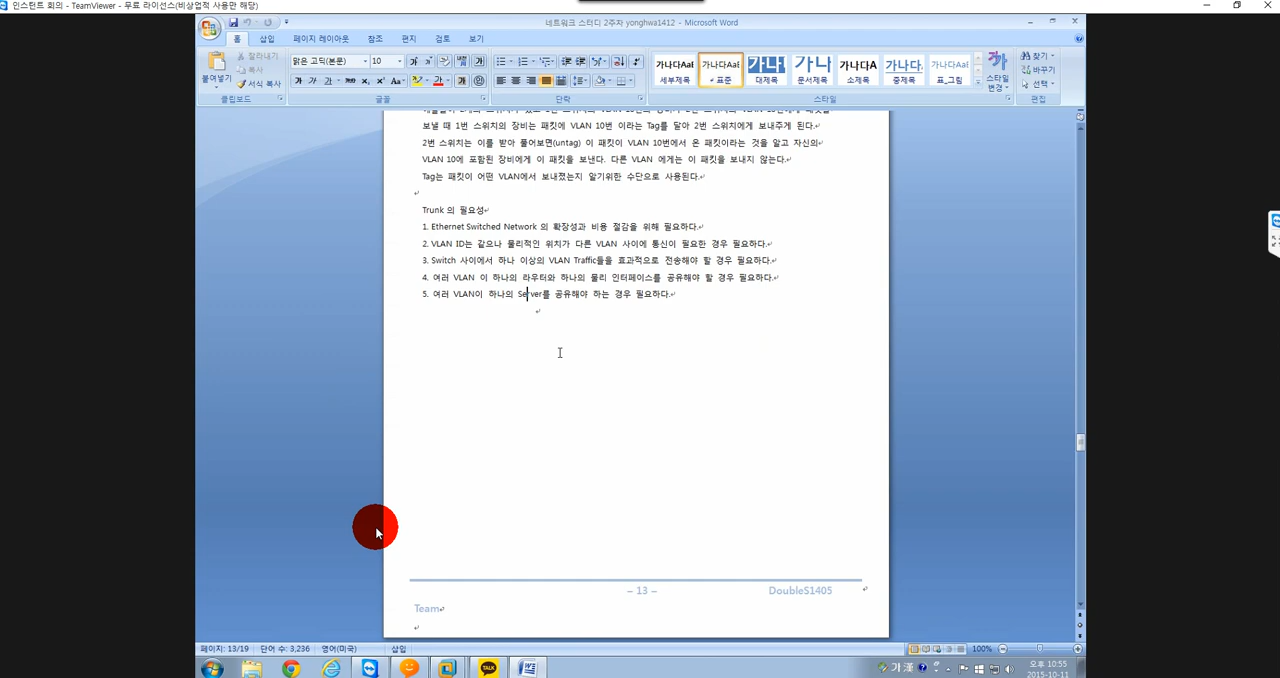 인스턴트 회의 - TeamViewer - 무료 라이선스(비상업적 사용만 해당)
네트워크 스터디 2주차 yonghwa1412 - Microsoft Word
홈 삽입 페이지 레이아웃 참조 편지 검토 보기
붙여넣기 잘라내기 복사 서식 복사
맑은 고딕(본문) 10
가나다AaB 가나다AaB 가나다 가나다 가나다A 가나다. 가나다AaB
세부제목 표준 대제목 문서제목 소제목 중제목 표_그림
스타일 변경
찾기 바꾸기 선택
클립보드 글꼴 단락 스타일 편집
보낼 때 1번 스위치의 장비는 패킷에 VLAN 10번 이라는 Tag를 달아 2번 스위치에게 보내주게 된다.
2번 스위치는 이를 받아 풀어보면(untag) 이 패킷이 VLAN 10번에서 온 패킷이라는 것을 알고 자신의
VLAN 10에 포함된 장비에게 이 패킷을 보낸다. 다른 VLAN 에게는 이 패킷을 보내지 않는다.
Tag는 패킷이 어떤 VLAN에서 보내졌는지 알기위한 수단으로 사용된다.
Trunk 의 필요성
1. Ethernet Switched Network 의 확장성과 비용 절감을 위해 필요하다.
2. VLAN ID는 같으나 물리적인 위치가 다른 VLAN 사이에 통신이 필요한 경우 필요하다.
3. Switch 사이에서 하나 이상의 VLAN Traffic들을 효과적으로 전송해야 할 경우 필요하다.
4. 여러 VLAN 이 하나의 라우터와 하나의 물리 인터페이스를 공유해야 할 경우 필요하다.
5. 여러 VLAN이 하나의 Server를 공유해야 하는 경우 필요하다.
~ 13 ~ DoubleS1405
Team
페이지: 13/19 단어 수: 3,236 영어(미국) 삽입 100%
TALK 가 漢 오후 10:55
2015-10-11